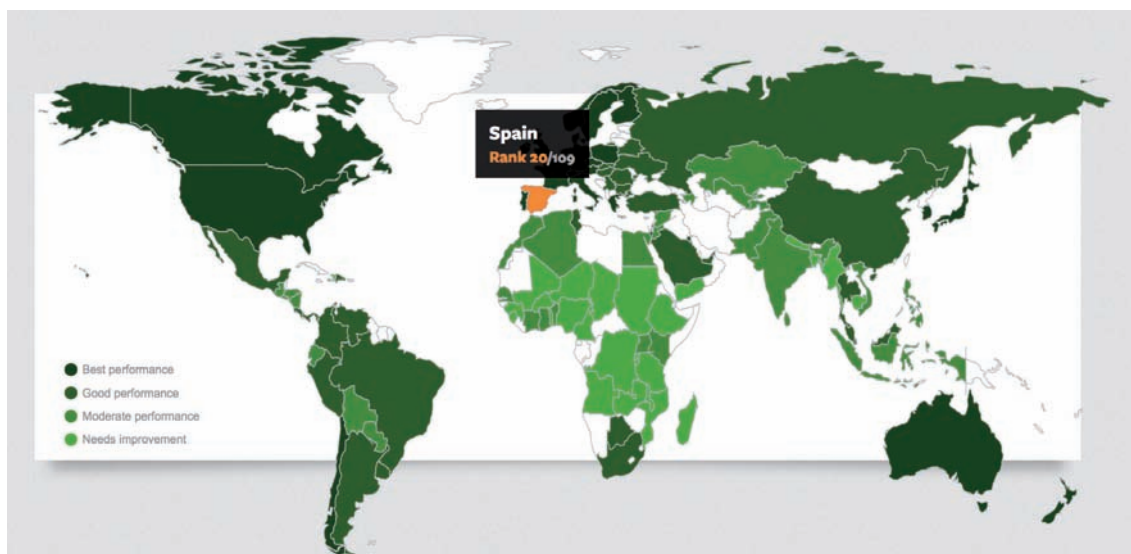 Spain
Rank 20/109
Best performance
Good performance
Moderate performance
Needs improvement